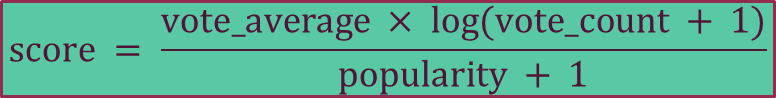 score = vote_average × log(vote_count + 1)
popularity + 1